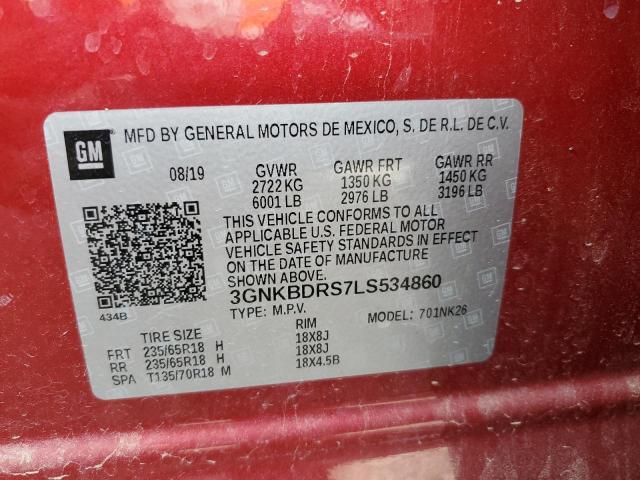 GM MFD BY GENERAL MOTORS DE MEXICO, S. DE R.L. DE C.V.
08/19 GVWR GAWR FRT GAWR RR
2722 KG 1350 KG 1450 KG
6001 LB 2976 LB 3196 LB
THIS VEHICLE CONFORMS TO ALL
APPLICABLE U.S. FEDERAL MOTOR
VEHICLE SAFETY STANDARDS IN EFFECT
ON THE DATE OF MANUFACTURE
SHOWN ABOVE.
3GNKBDRS7LS534860
434B TYPE: M.P.V. MODEL: 701NK26
TIRE SIZE RIM
FRT 235/65R18 H 18X8J
RR 235/65R18 H 18X8J
SPA T135/70R18 M 18X4.5B